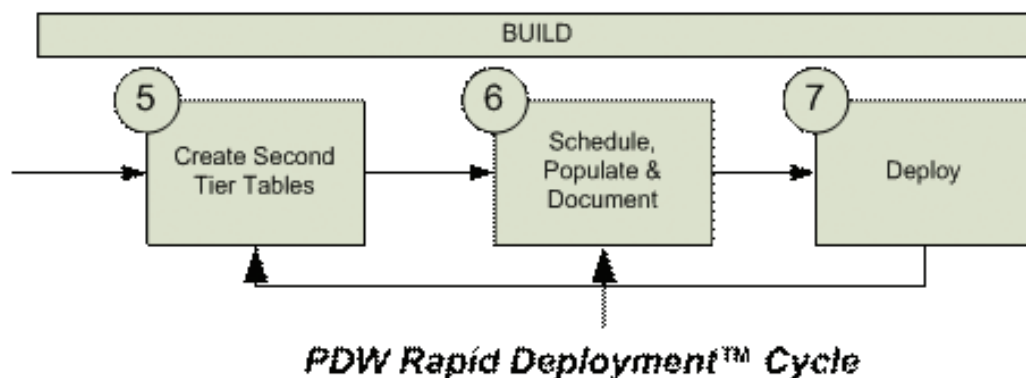 BUILD
5
Create Second
Tier Tables
6
Schedule,
Populate &
Document
7
Deploy
PDW Rapid Deployment™ Cycle